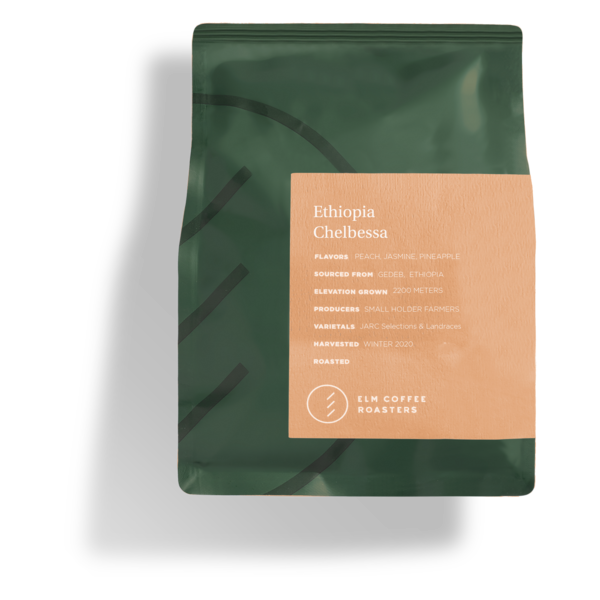 Ethiopia
Chelbessa
FLAVORS PEACH, JASMINE, PINEAPPLE
SOURCED FROM GEDEB, ETHIOPIA
ELEVATION GROWN 2200 METERS
PRODUCERS SMALL HOLDER FARMERS
VARIETALS JARC Selections & Landraces
HARVESTED WINTER 2020
ROASTED
ELM COFFEE
ROASTERS